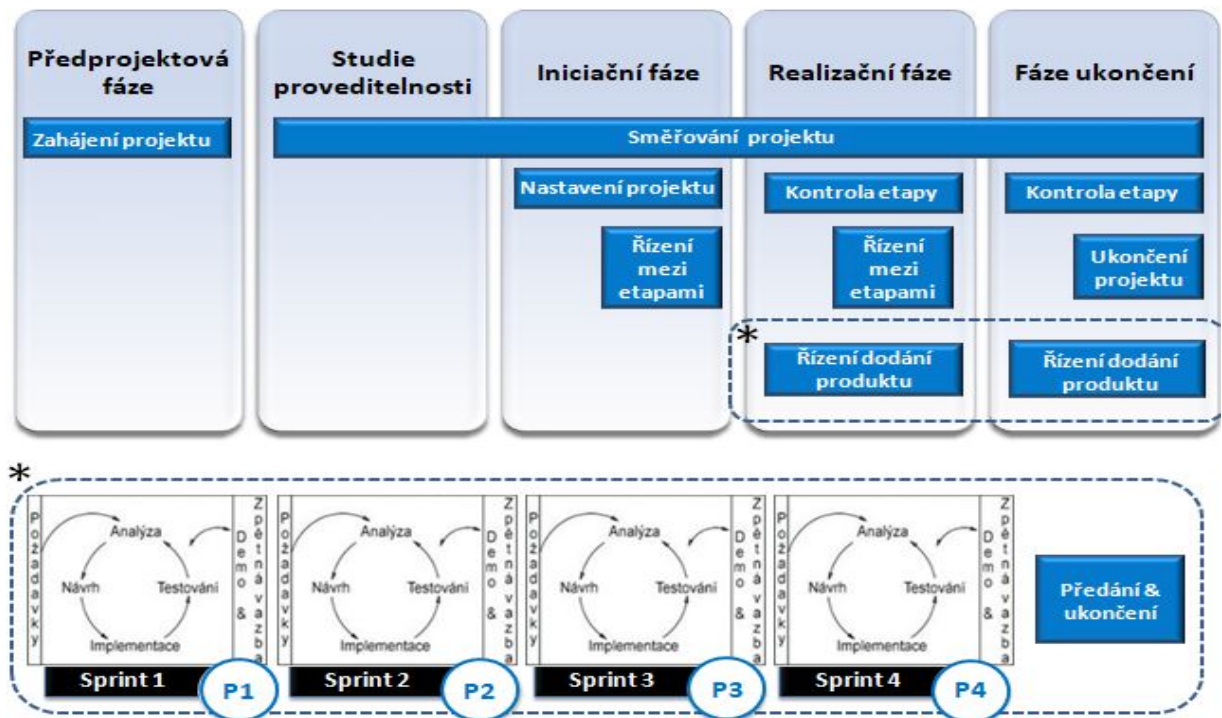 Předprojektová
fáze
Studie
proveditelnosti
Iniciační fáze
Realizační fáze
Fáze ukončení
Zahájení projektu
Směřování projektu
Nastavení projektu
Kontrola etapy
Kontrola etapy
Řízení
mezi
etapami
Řízení
mezi
etapami
Ukončení
projektu
*
Řízení dodání
produktu
Řízení dodání
produktu
*
Požadavky
Analýza
Návrh
Testování
Implementace
Demo &
Zpětná vazba
Sprint 1
P1
Požadavky
Analýza
Návrh
Testování
Implementace
Demo &
Zpětná vazba
Sprint 2
P2
Požadavky
Analýza
Návrh
Testování
Implementace
Demo &
Zpětná vazba
Sprint 3
P3
Požadavky
Analýza
Návrh
Testování
Implementace
Demo &
Zpětná vazba
Sprint 4
P4
Předání &
ukončení